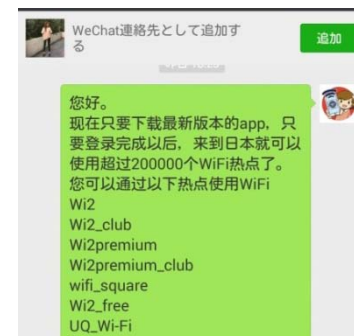 WeChat連絡先として追加す
る
追加
您好。
现在只要下载最新版本的app，只
要登录完成以后，来到日本就可以
使用超过200000个WiFi热点了。
您可以通过以下热点使用WiFi
Wi2
Wi2_club
Wi2premium
Wi2premium_club
wifi_square
Wi2_free
UQ_Wi-Fi